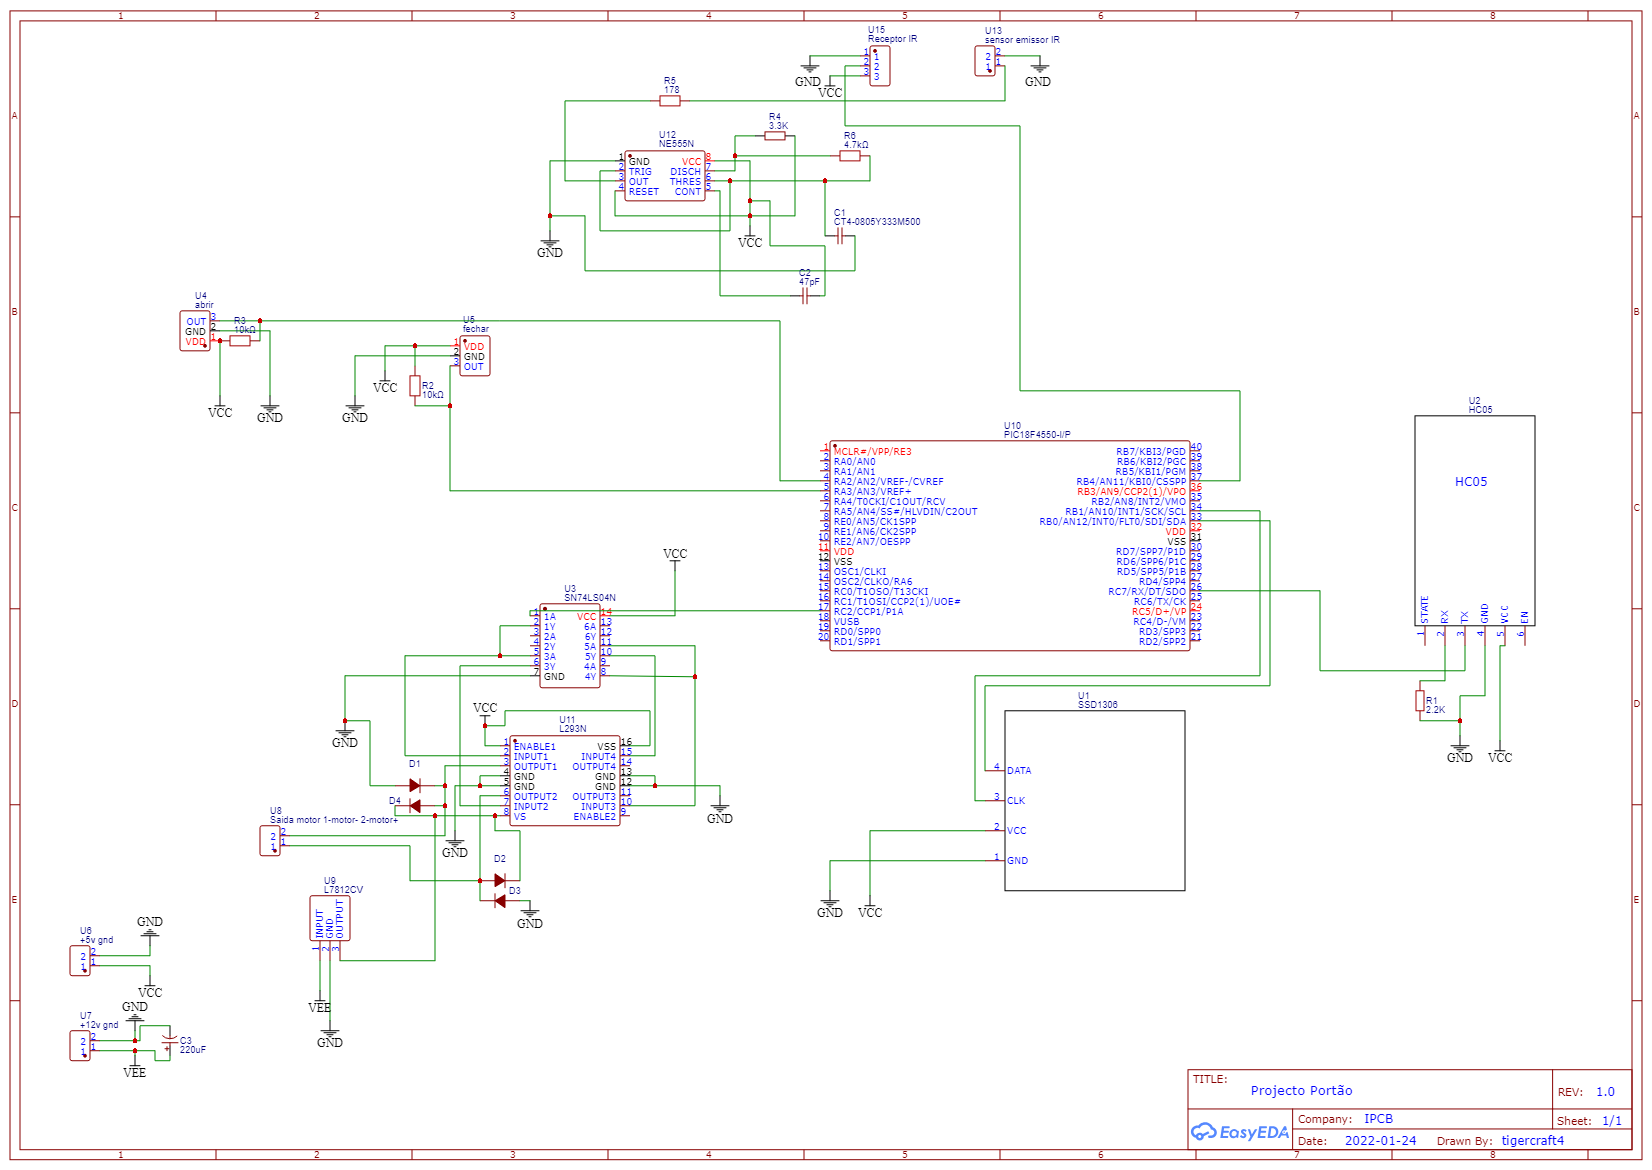 1 2 3 4 5 6 7 8
A
B
C
D
E
A
B
C
D
E
U15
Receptor IR
1 1
2 2
3 3
GND
VCC
U13
sensor emissor IR
2 2
1 1
GND
R5
178
R4
3.3K
R6
4.7kΩ
U12
NE555N
1 GND VCC 8
2 TRIG DISCH 7
3 OUT THRES 6
4 RESET CONT 5
GND
VCC
C1
CT4-0805Y333M500
C2
47pF
U4
abrir
OUT 3
GND 2
VDD 1
R3
10kΩ
VCC
GND
U5
fechar
1 VDD
2 GND
3 OUT
VCC
GND
R2
10kΩ
U10
PIC18F4550-I/P
1 MCLR#/VPP/RE3 RB7/KBI3/PGD 40
2 RA0/AN0 RB6/KBI2/PGC 39
3 RA1/AN1 RB5/KBI1/PGM 38
4 RA2/AN2/VREF-/CVREF RB4/AN11/KBI0/CSSPP 37
5 RA3/AN3/VREF+ RB3/AN9/CCP2(1)/VPO 36
6 RA4/T0CKI/C1OUT/RCV RB2/AN8/INT2/VMO 35
7 RA5/AN4/SS#/HLVDIN/C2OUT RB1/AN10/INT1/SCK/SCL 34
8 RE0/AN5/CK1SPP RB0/AN12/INT0/FLT0/SDI/SDA 33
9 RE1/AN6/CK2SPP VDD 32
10 RE2/AN7/OESPP VSS 31
11 VDD RD7/SPP7/P1D 30
12 VSS RD6/SPP6/P1C 29
13 OSC1/CLKI RD5/SPP5/P1B 28
14 OSC2/CLKO/RA6 RD4/SPP4 27
15 RC0/T1OSO/T13CKI RC7/RX/DT/SDO 26
16 RC1/T1OSI/CCP2(1)/UOE# RC6/TX/CK 25
17 RC2/CCP1/P1A RC5/D+/VP 24
18 VUSB RC4/D-/VM 23
19 RD0/SPP0 RD3/SPP3 22
20 RD1/SPP1 RD2/SPP2 21
U2
HC05
HC05
STATE RX TX GND VCC EN
1 2 3 4 5 6
R1
2.2K
GND
VCC
VCC
U3
SN74LS04N
1 1A VCC 14
2 1Y 6A 13
3 2A 6Y 12
4 2Y 5A 11
5 3A 5Y 10
6 3Y 4A 9
7 GND 4Y 8
GND
VCC
U11
L293N
1 ENABLE1 VSS 16
2 INPUT1 INPUT4 15
3 OUTPUT1 OUTPUT4 14
4 GND GND 13
5 GND GND 12
6 OUTPUT2 OUTPUT3 11
7 INPUT2 INPUT3 10
8 VS ENABLE2 9
GND
GND
D1
D4
D2
D3
GND
U8
Saida motor 1-motor- 2-motor+
2 2
1 1
U9
L7812CV
INPUT GND OUTPUT
1 2 3
VEE
GND
U1
SSD1306
4 DATA
3 CLK
2 VCC
1 GND
GND
VCC
U6
+5v gnd
2 2
1 1
GND
VCC
U7
+12v gnd
2 2
1 1
GND
VEE
C3
220uF
TITLE:
Projecto Portão
REV: 1.0
EasyEDA
Company: IPCB
Sheet: 1/1
Date: 2022-01-24 Drawn By: tigercraft4
1 2 3 4 5 6 7 8